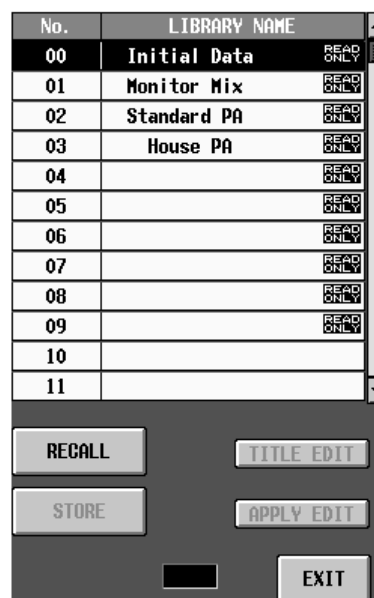 No. LIBRARY NAME
00 Initial Data READ ONLY
01 Monitor Mix READ ONLY
02 Standard PA READ ONLY
03 House PA READ ONLY
04 READ ONLY
05 READ ONLY
06 READ ONLY
07 READ ONLY
08 READ ONLY
09 READ ONLY
10
11
RECALL TITLE EDIT
STORE APPLY EDIT
EXIT